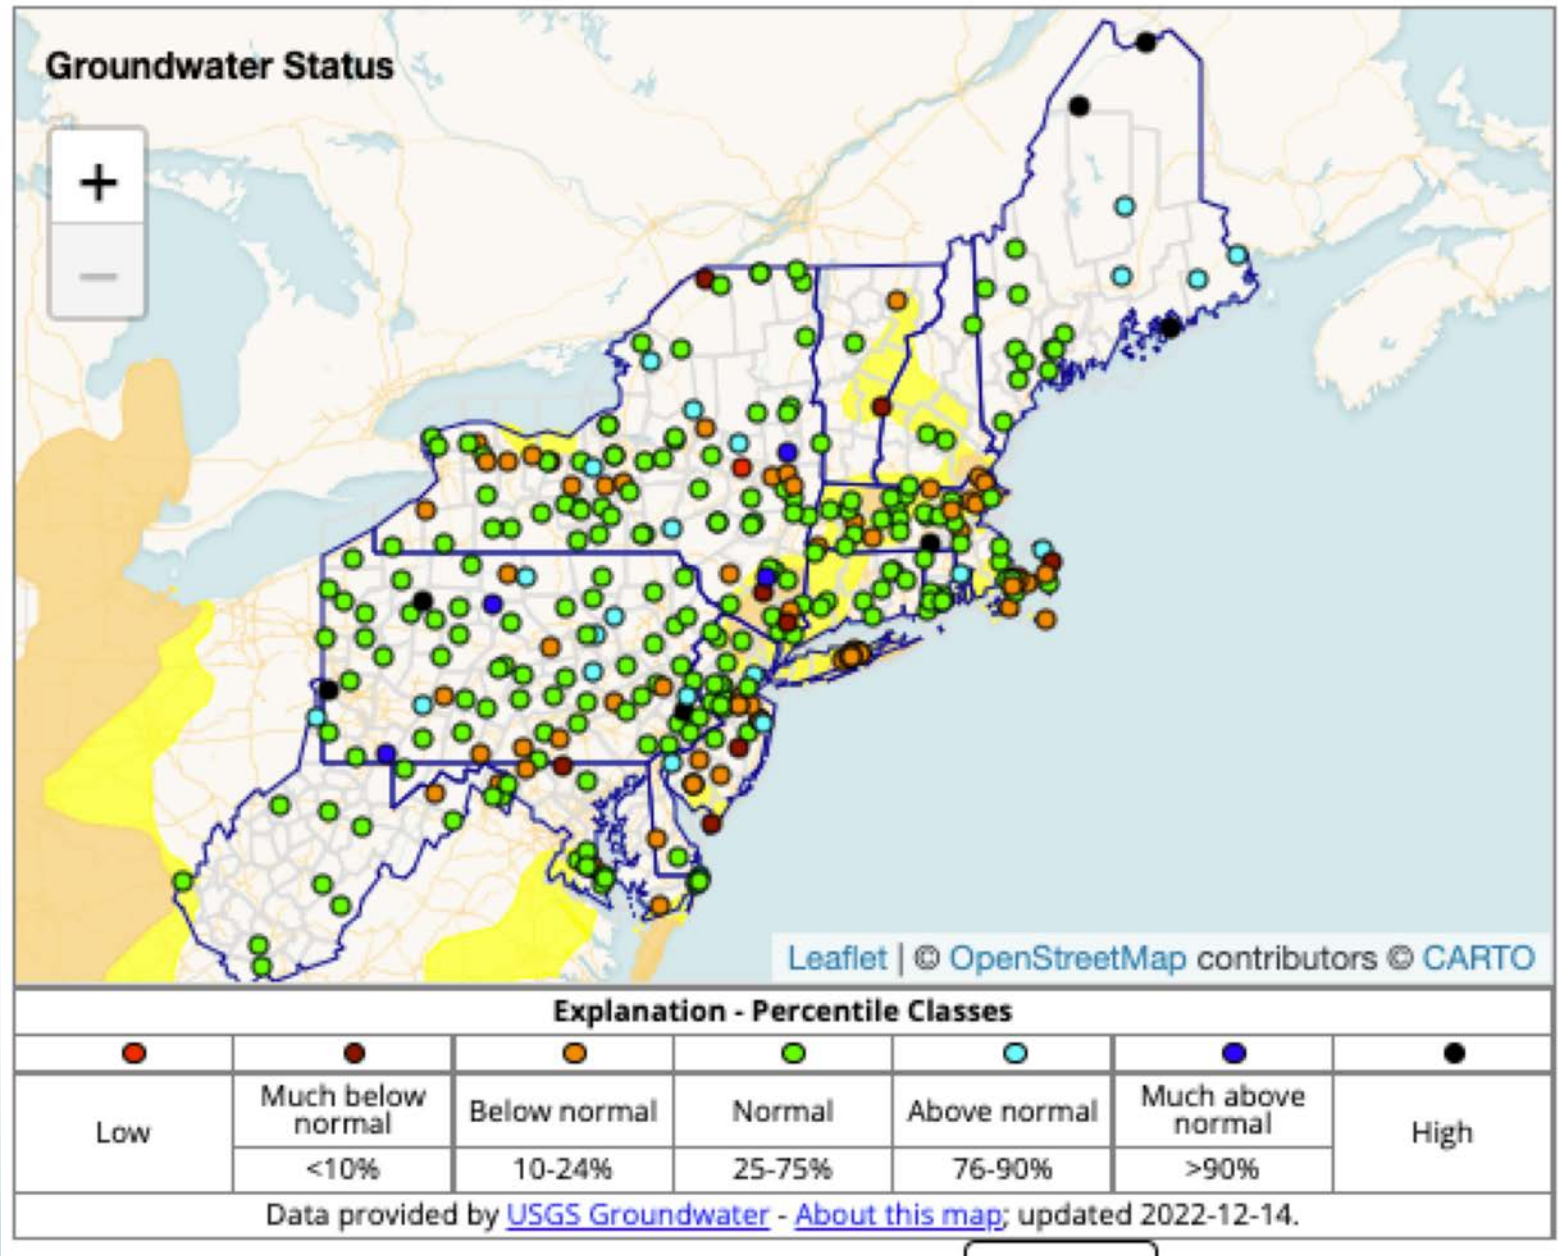 Groundwater Status
+
−
Leaflet | © OpenStreetMap contributors © CARTO
Explanation - Percentile Classes
Low
Much below normal
Below normal
Normal
Above normal
Much above normal
High
<10%
10-24%
25-75%
76-90%
>90%
Data provided by USGS Groundwater - About this map; updated 2022-12-14.